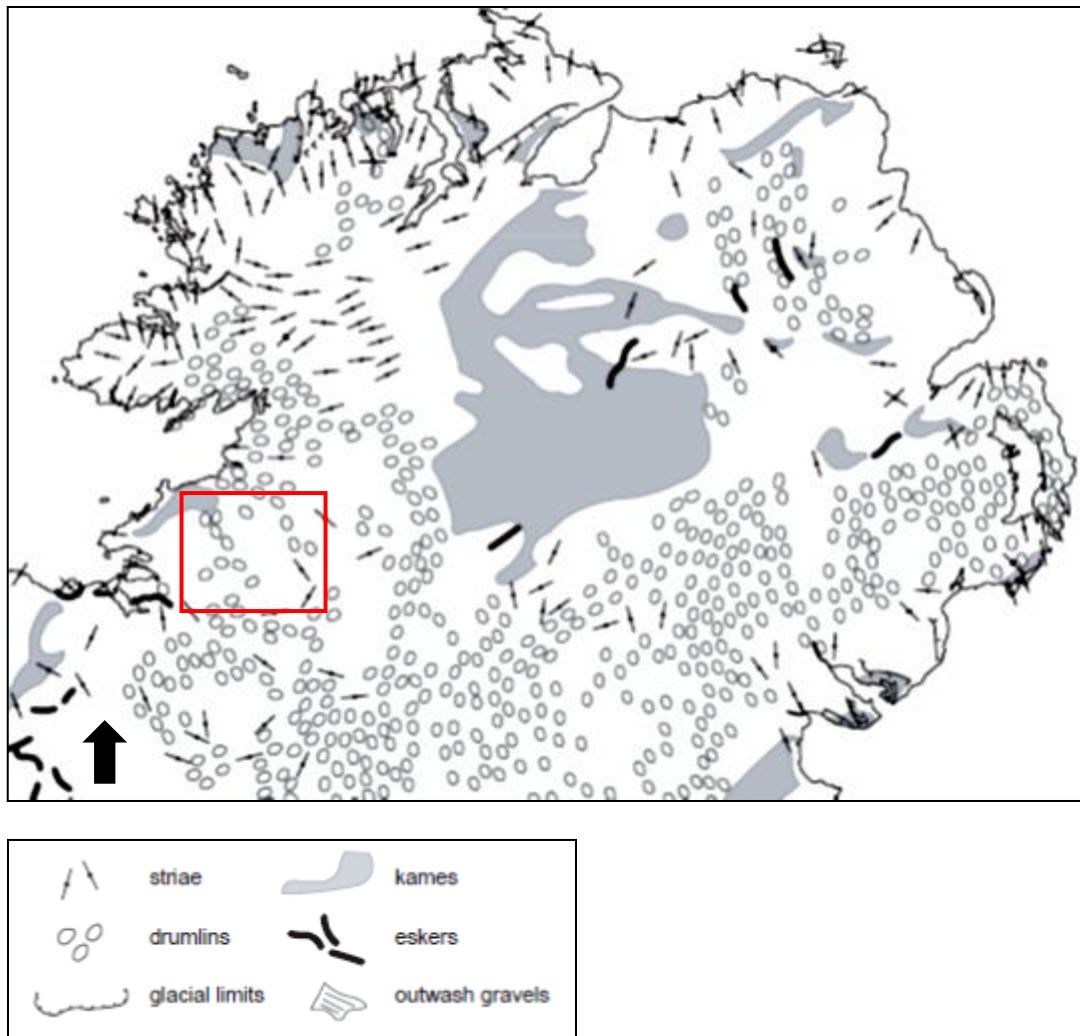 striae
kames
drumlins
eskers
glacial limits
outwash gravels